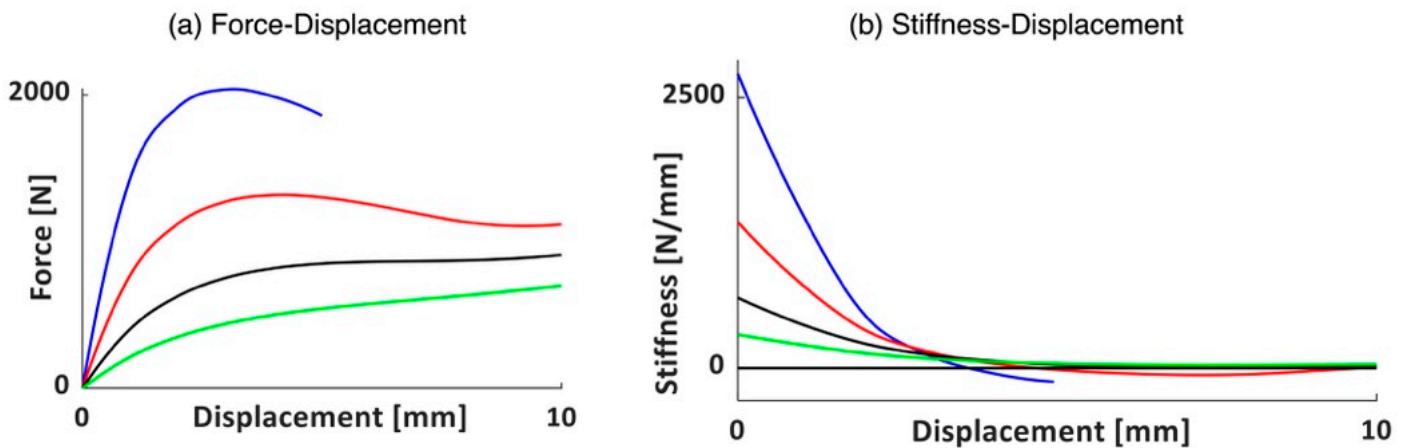 (a) Force-Displacement
2000
Force [N]
0
0
Displacement [mm]
10
(b) Stiffness-Displacement
2500
Stiffness [N/mm]
0
0
Displacement [mm]
10